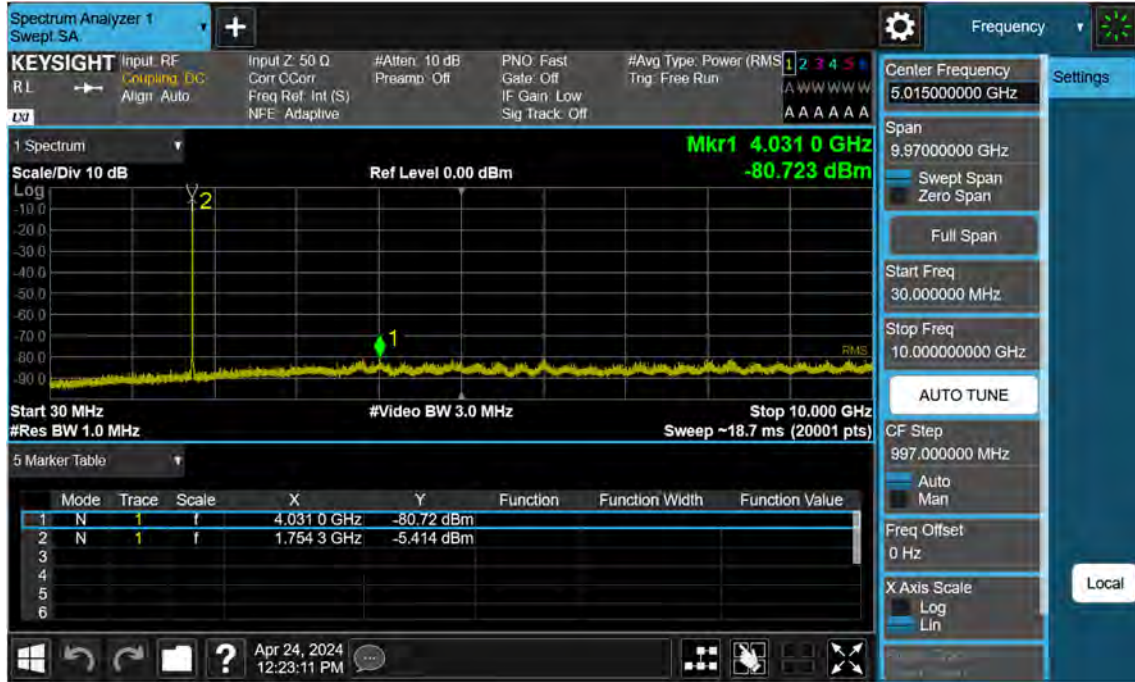 Spectrum Analyzer 1
Swept SA
+
Frequency
KEYSIGHT
RL
LXI
Input: RF
Coupling: DC
Align: Auto
Input Z: 50 Ω
Corr CCorr
Freq Ref: Int (S)
NFE: Adaptive
#Atten: 10 dB
Preamp: Off
PNO: Fast
Gate: Off
IF Gain: Low
Sig Track: Off
#Avg Type: Power (RMS
Trig: Free Run
1 2 3 4 5 6
A W W W W W
A A A A A A
1 Spectrum
Scale/Div 10 dB
Ref Level 0.00 dBm
Mkr1 4.031 0 GHz
-80.723 dBm
Log
-10.0
-20.0
-30.0
-40.0
-50.0
-60.0
-70.0
-80.0
-90.0
2
1
RMS
Start 30 MHz
#Video BW 3.0 MHz
Stop 10.000 GHz
#Res BW 1.0 MHz
Sweep ~18.7 ms (20001 pts)
5 Marker Table
Mode Trace Scale X Y Function Function Width Function Value
1 N 1 f 4.031 0 GHz -80.72 dBm
2 N 1 f 1.754 3 GHz -5.414 dBm
3
4
5
6
?
Apr 24, 2024
12:23:11 PM
Center Frequency
5.015000000 GHz
Settings
Span
9.97000000 GHz
Swept Span
Zero Span
Full Span
Start Freq
30.000000 MHz
Stop Freq
10.000000000 GHz
AUTO TUNE
CF Step
997.000000 MHz
Auto
Man
Freq Offset
0 Hz
X Axis Scale
Log
Lin
Local